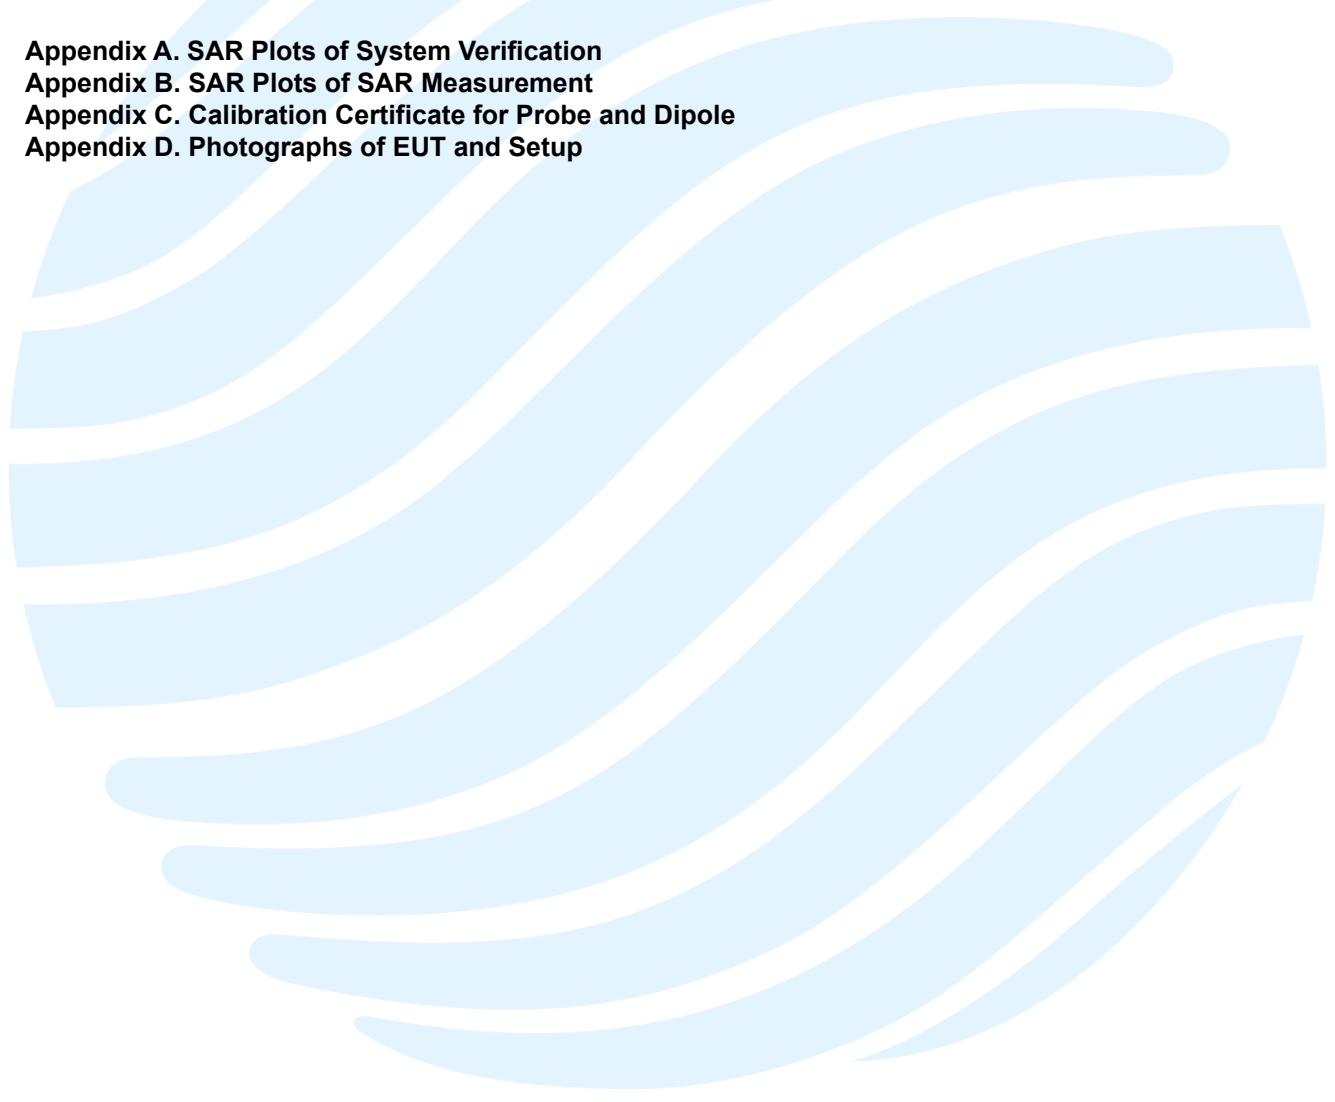 Appendix A. SAR Plots of System Verification
Appendix B. SAR Plots of SAR Measurement
Appendix C. Calibration Certificate for Probe and Dipole
Appendix D. Photographs of EUT and Setup